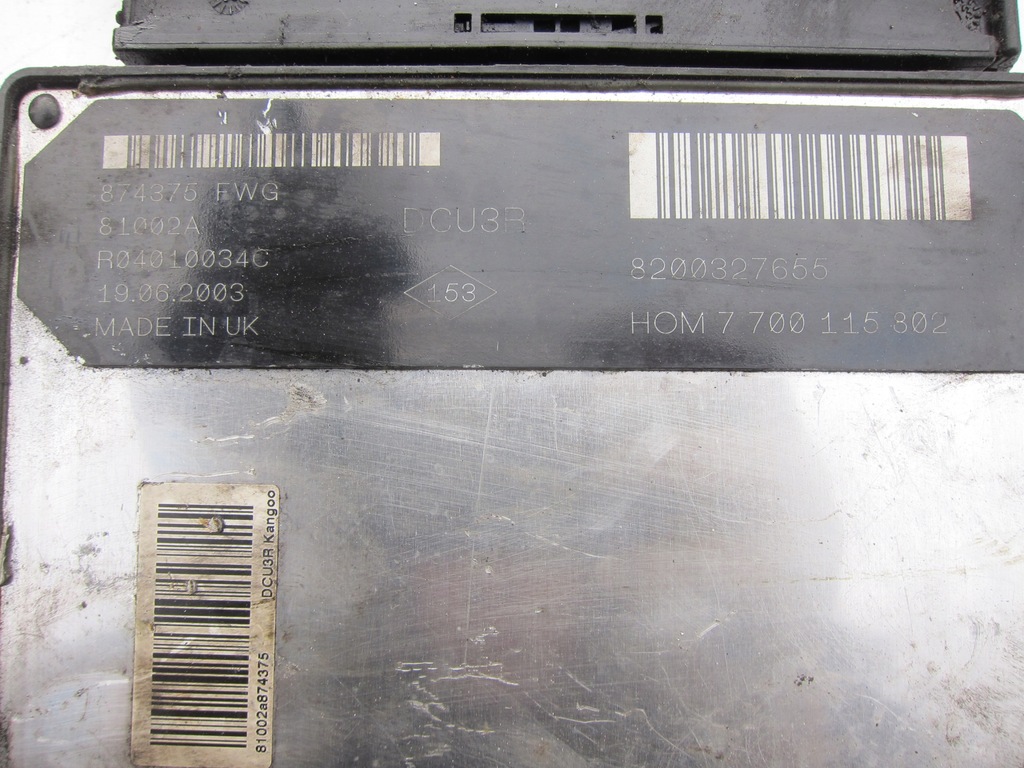 874375 FWG
81002A
R04010034C
19.06.2003
MADE IN UK
DCU3R
153
8200327655
HOM 7 700 115 802
DCU3R Kangoo
81002a874375